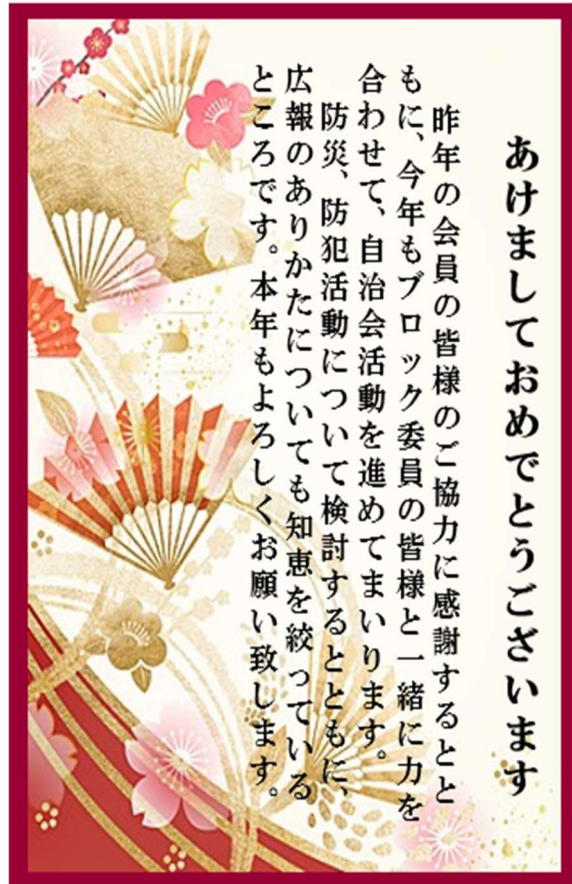 あけましておめでとうございます
昨年の会員の皆様のご協力に感謝するとと
もに、今年もブロック委員の皆様と一緒に力を
合わせて、自治会活動を進めてまいります。
防災、防犯活動について検討するとともに、
広報のありかたについても知恵を絞っている
ところです。本年もよろしくお願い致します。